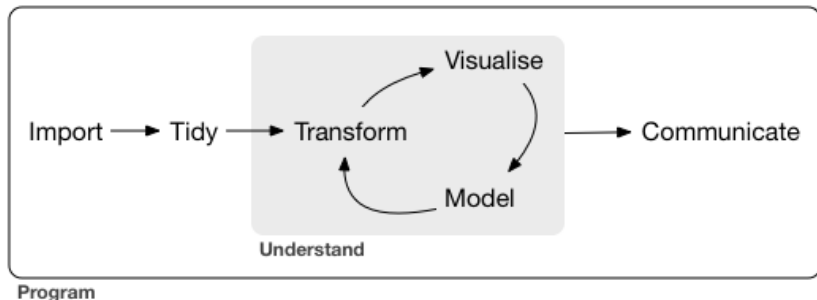 Visualise
Import Tidy Transform Communicate
Model
Understand
Program